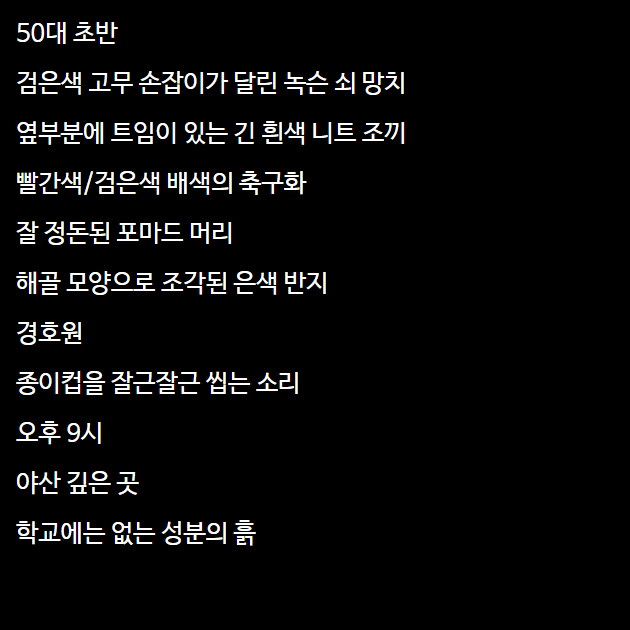 50대 초반
검은색 고무 손잡이가 달린 녹슨 쇠 망치
옆부분에 트임이 있는 긴 흰색 니트 조끼
빨간색/검은색 배색의 축구화
잘 정돈된 포마드 머리
해골 모양으로 조각된 은색 반지
경호원
종이컵을 잘근잘근 씹는 소리
오후 9시
야산 깊은 곳
학교에는 없는 성분의 흙